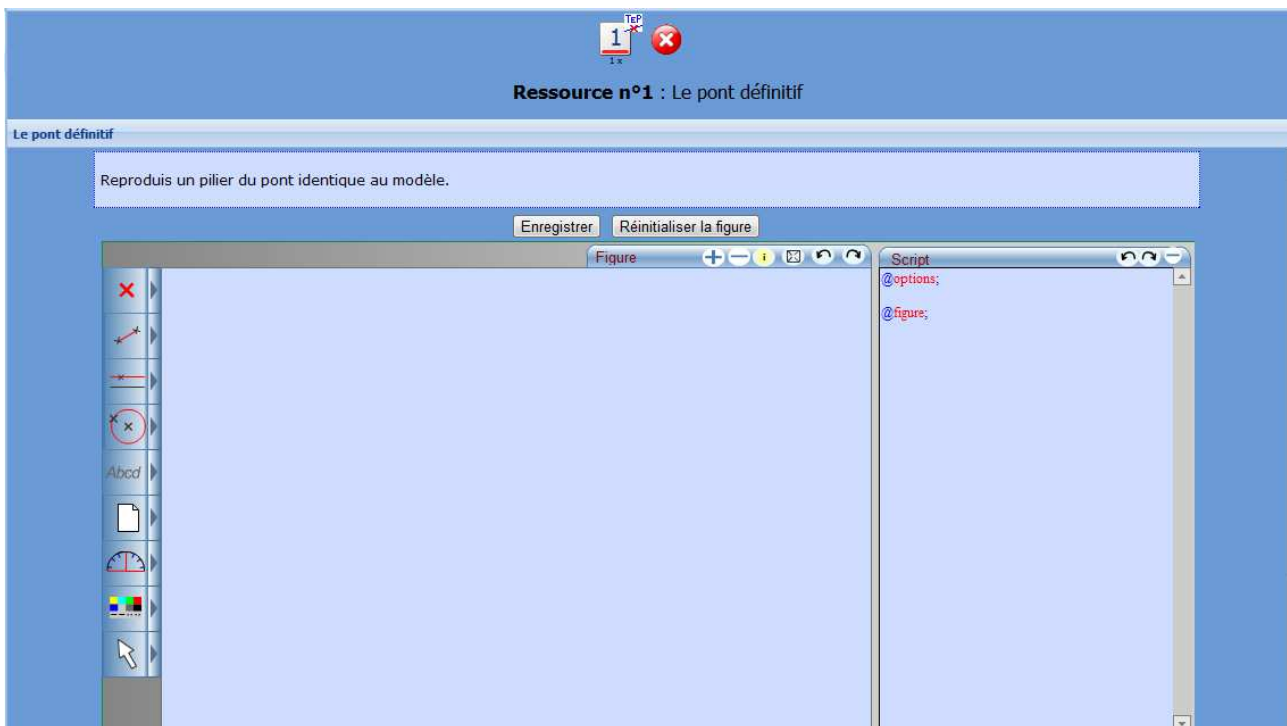 TeP
1
1 x
Ressource n°1 : Le pont définitif
Le pont définitif
Reproduis un pilier du pont identique au modèle.
Enregistrer Réinitialiser la figure
Figure i Script
@options;
@figure;
Abcd